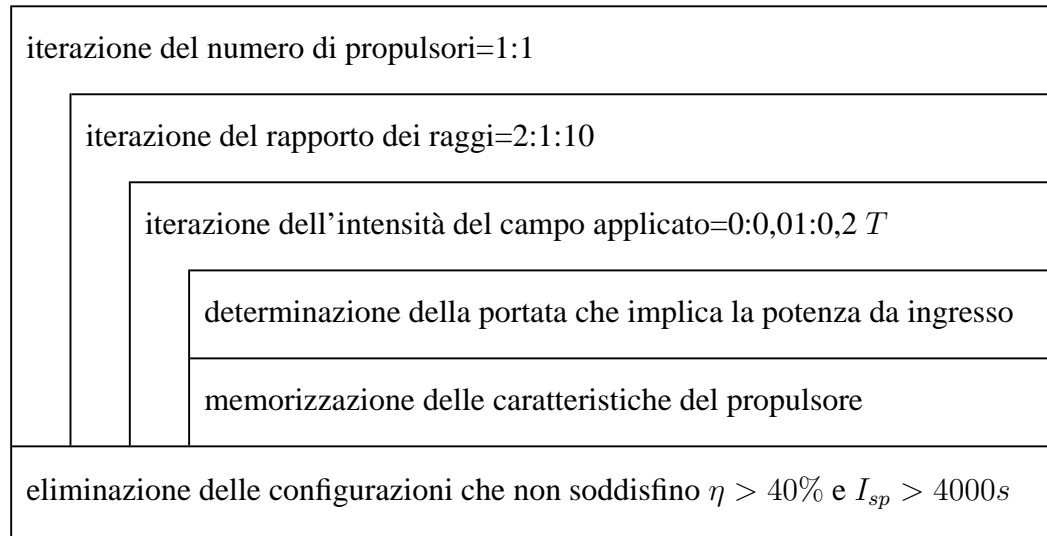 iterazione del numero di propulsori=1:1
iterazione del rapporto dei raggi=2:1:10
iterazione dell'intensità del campo applicato=0:0,01:0,2 T
determinazione della portata che implica la potenza da ingresso
memorizzazione delle caratteristiche del propulsore
eliminazione delle configurazioni che non soddisfino η > 40% e I_{sp} > 4000s